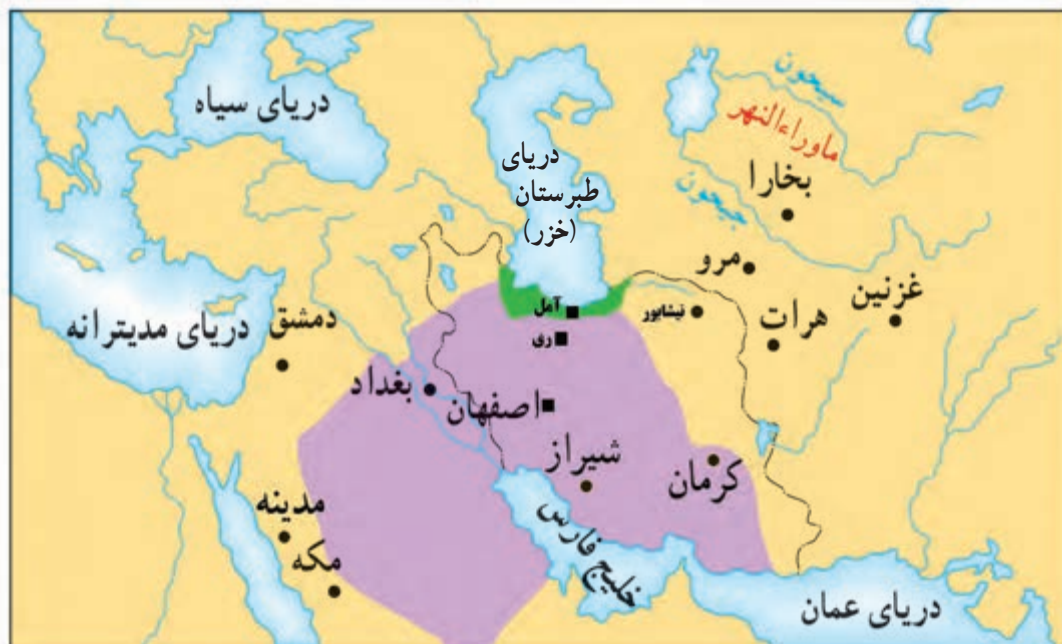 دریای سیاه
دریای
طبرستان
(خزر)
سیحون
ماوراءالنهر
بخارا
جیحون
مرو
غزنین
هرات
نیشابور
آمل
ری
دمشق
دریای مدیترانه
بغداد
اصفهان
شیراز
کرمان
مدینه
مکه
خلیج فارس
دریای عمان